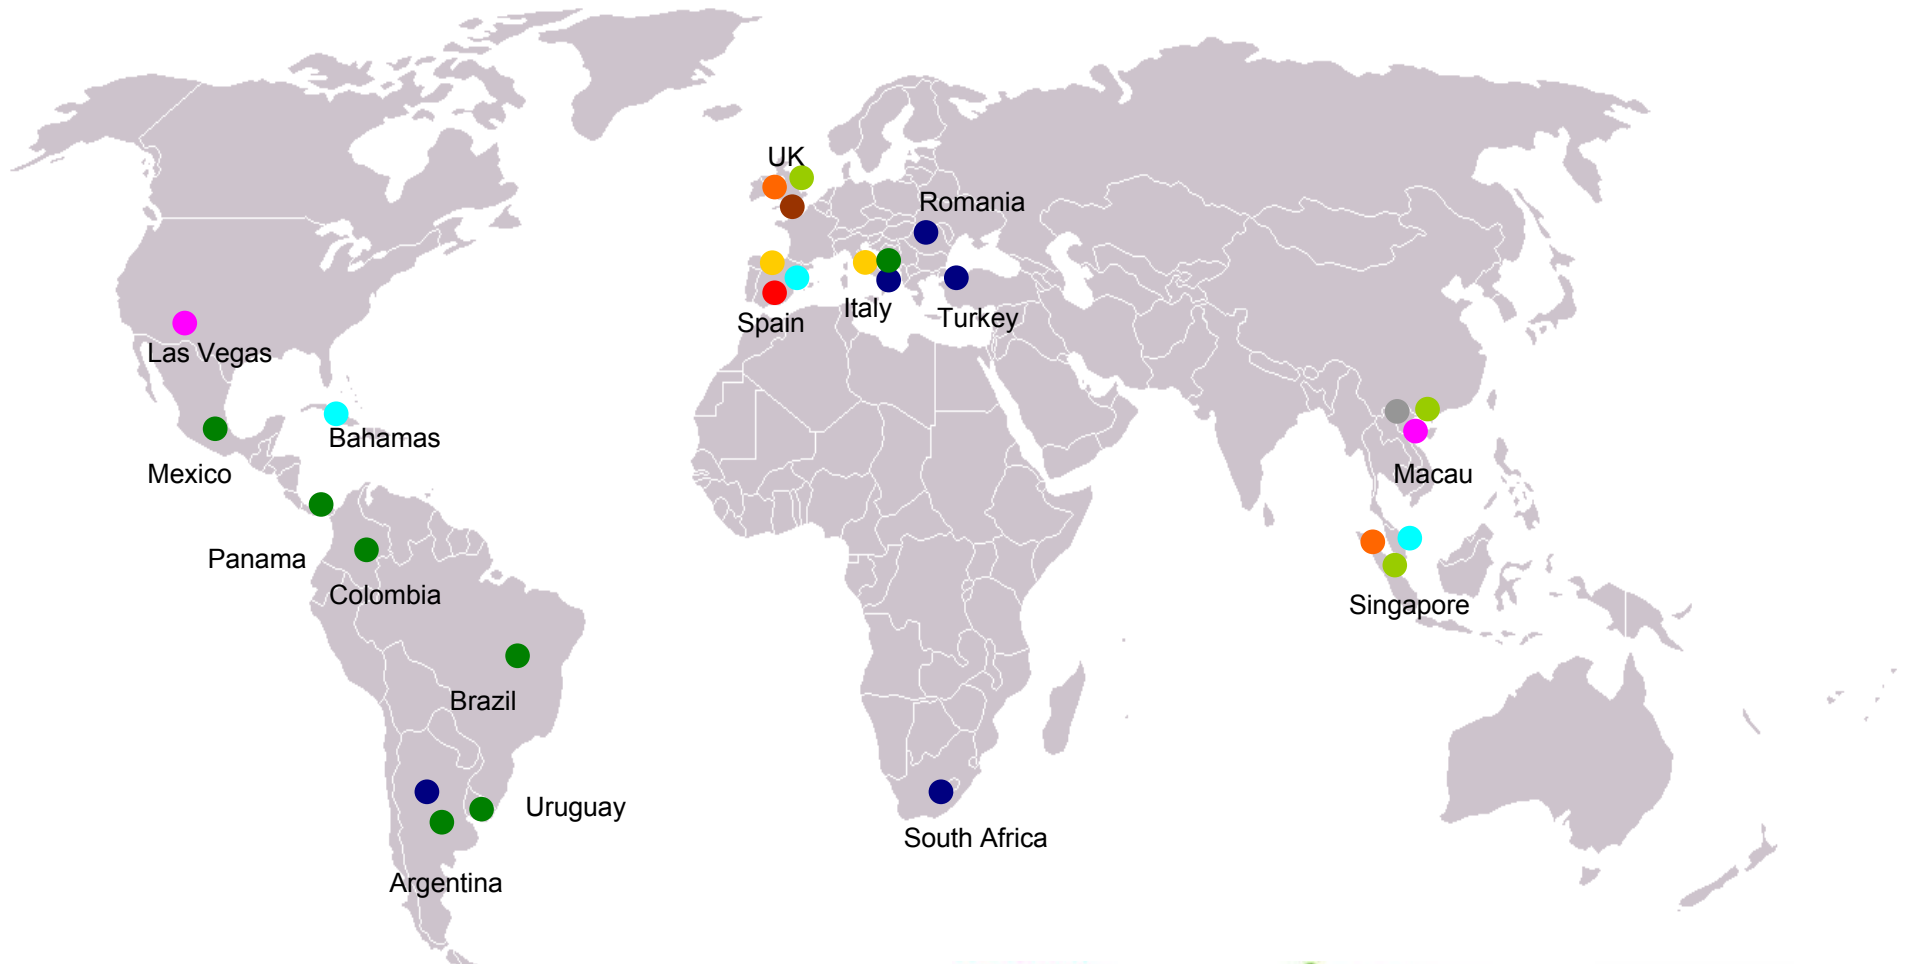 UK
Romania
Italy
Spain
Turkey
Las Vegas
Bahamas
Mexico
Macau
Panama
Colombia
Singapore
Brazil
Uruguay
South Africa
Argentina